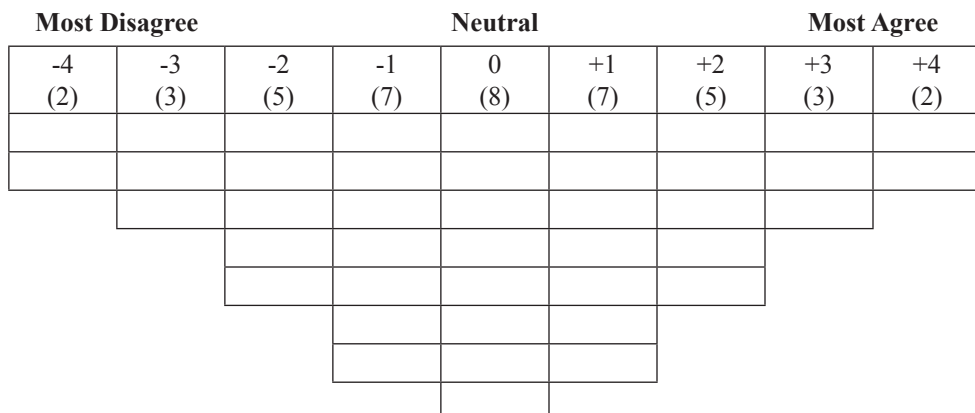 Most Disagree Neutral Most Agree
-4 -3 -2 -1 0 +1 +2 +3 +4
(2) (3) (5) (7) (8) (7) (5) (3) (2)